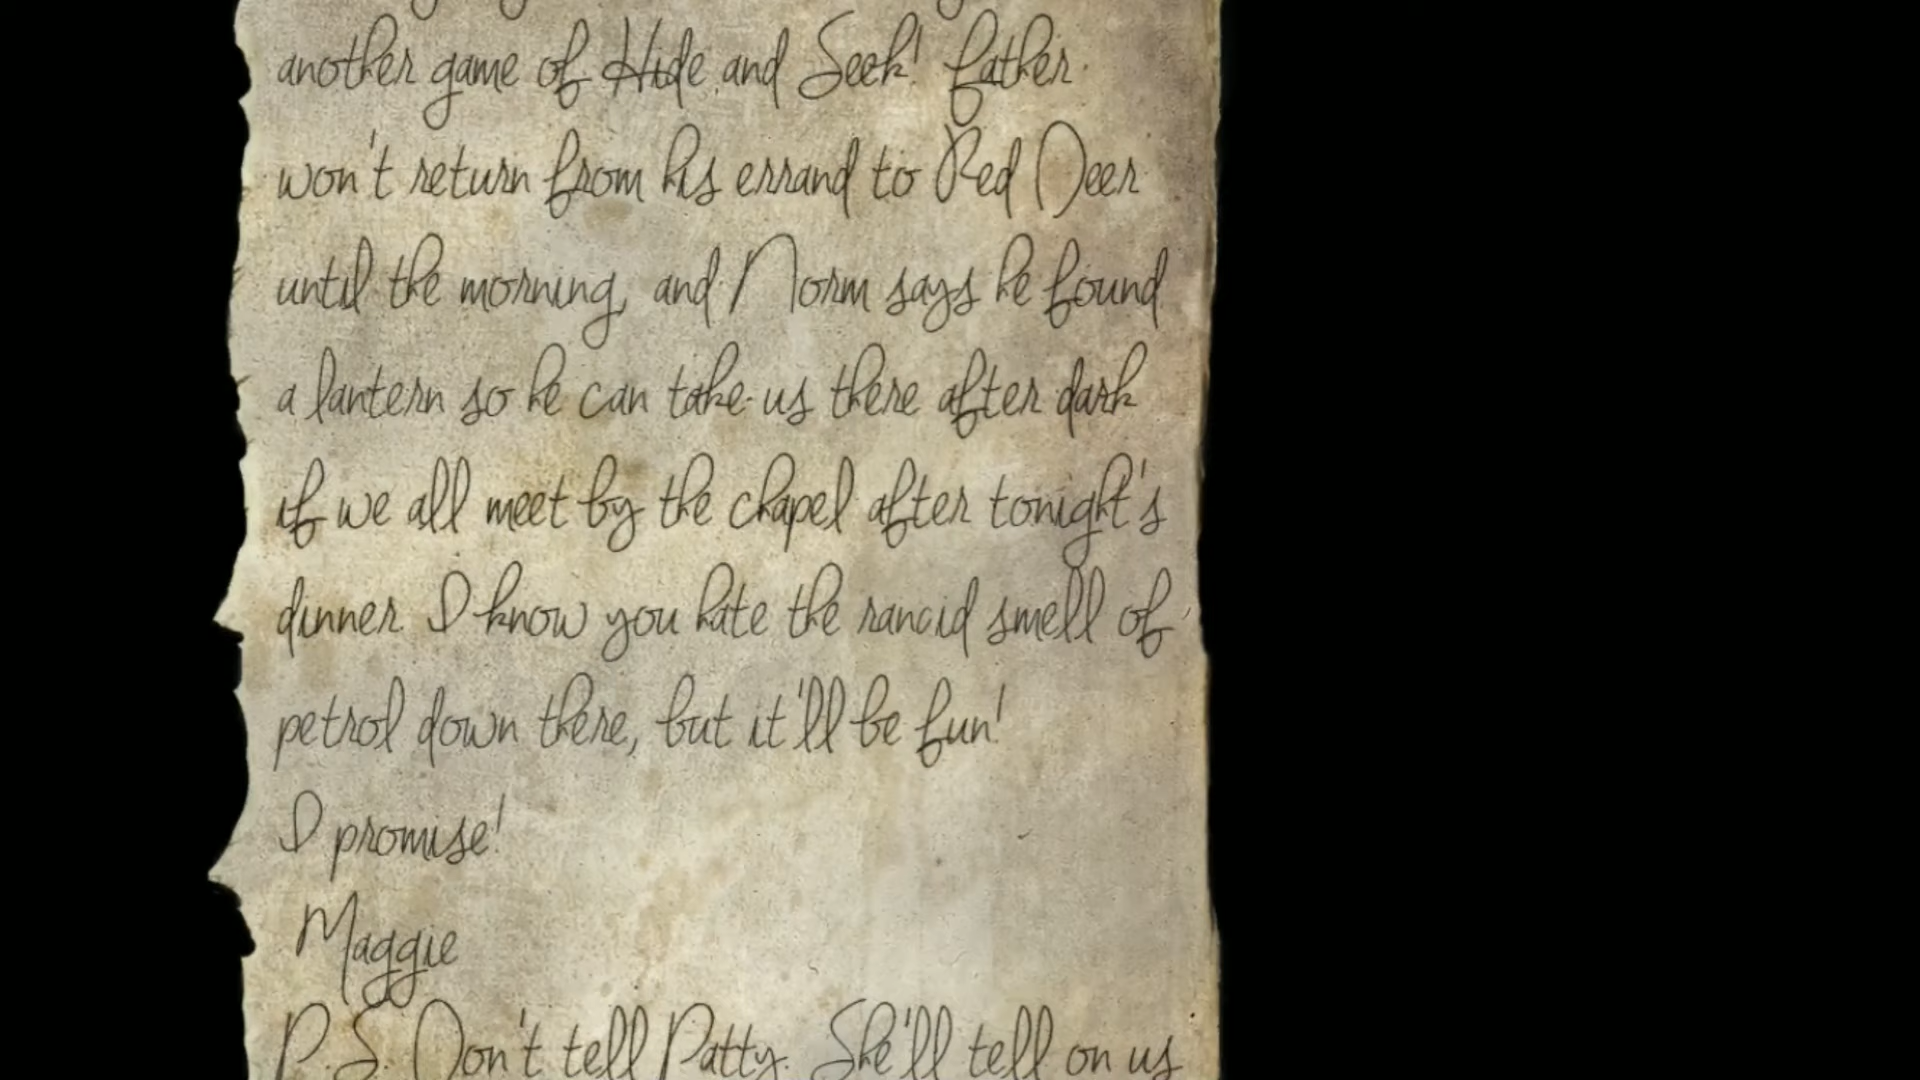 another game of Hide and Seek! Father
won't return from his errand to Red Deer
until the morning, and Norm says he found
a lantern so he can take us there after dark
if we all meet by the chapel after tonight's
dinner. I know you hate the rancid smell of
petrol down there, but it'll be fun!
I promise!
Maggie
P.S. Don't tell Patty. She'll tell on us